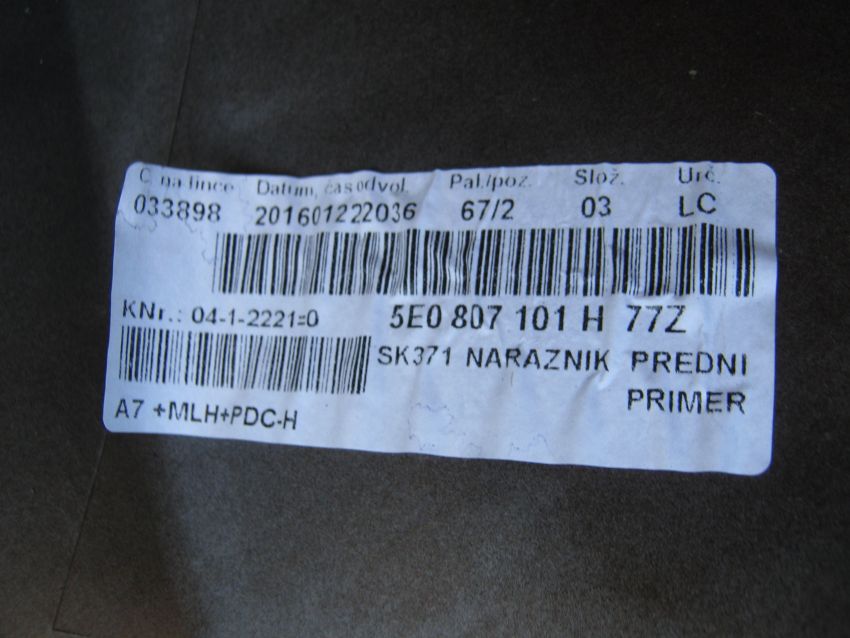 Č na lince Datum, čas odvol. Pal./poz. Slož. Urč.
033898 201601222036 67/2 03 LC
KNr.: 04-1-2221=0 5E0 807 101 H 77Z
SK371 NARAZNIK PREDNI
PRIMER
A7 +MLH+PDC-H